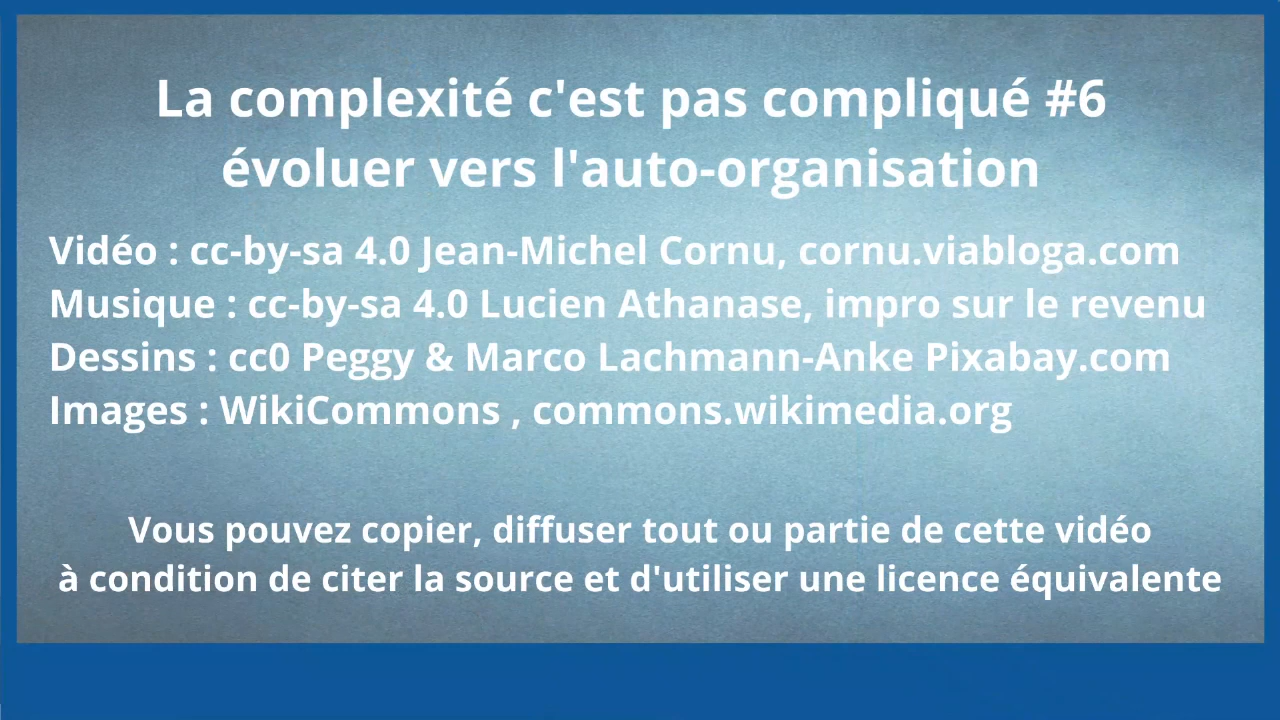 La complexité c'est pas compliqué #6
évoluer vers l'auto-organisation
Vidéo : cc-by-sa 4.0 Jean-Michel Cornu, cornu.viabloga.com
Musique : cc-by-sa 4.0 Lucien Athanase, impro sur le revenu
Dessins : cc0 Peggy & Marco Lachmann-Anke Pixabay.com
Images : WikiCommons , commons.wikimedia.org
Vous pouvez copier, diffuser tout ou partie de cette vidéo
à condition de citer la source et d'utiliser une licence équivalente